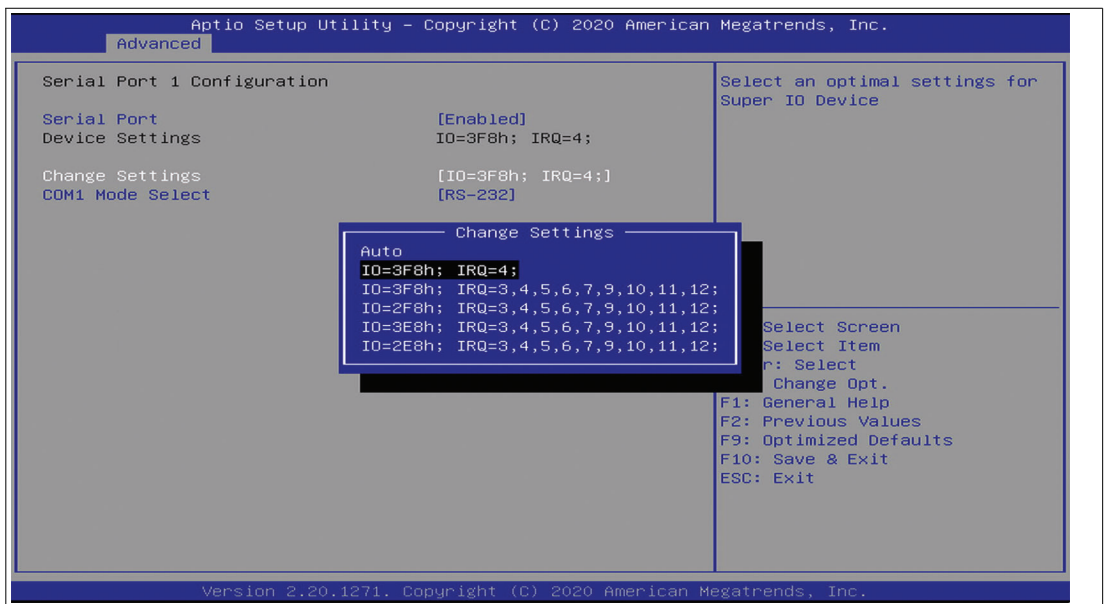 Aptio Setup Utility – Copyright (C) 2020 American Megatrends, Inc.
Advanced
Serial Port 1 Configuration
Serial Port [Enabled]
Device Settings IO=3F8h; IRQ=4;
Change Settings [IO=3F8h; IRQ=4;]
COM1 Mode Select [RS-232]
Select an optimal settings for
Super IO Device
Change Settings
Auto
IO=3F8h; IRQ=4;
IO=3F8h; IRQ=3,4,5,6,7,9,10,11,12;
IO=2F8h; IRQ=3,4,5,6,7,9,10,11,12;
IO=3E8h; IRQ=3,4,5,6,7,9,10,11,12;
IO=2E8h; IRQ=3,4,5,6,7,9,10,11,12;
Select Screen
Select Item
r: Select
Change Opt.
F1: General Help
F2: Previous Values
F9: Optimized Defaults
F10: Save & Exit
ESC: Exit
Version 2.20.1271. Copyright (C) 2020 American Megatrends, Inc.